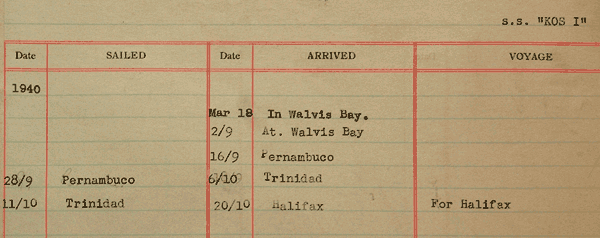 s.s. "KOS I"
Date SAILED Date ARRIVED VOYAGE
1940
Mar 18 In Walvis Bay.
2/9 At. Walvis Bay
16/9 Pernambuco
28/9 Pernambuco 6/10 Trinidad
11/10 Trinidad 20/10 Halifax For Halifax